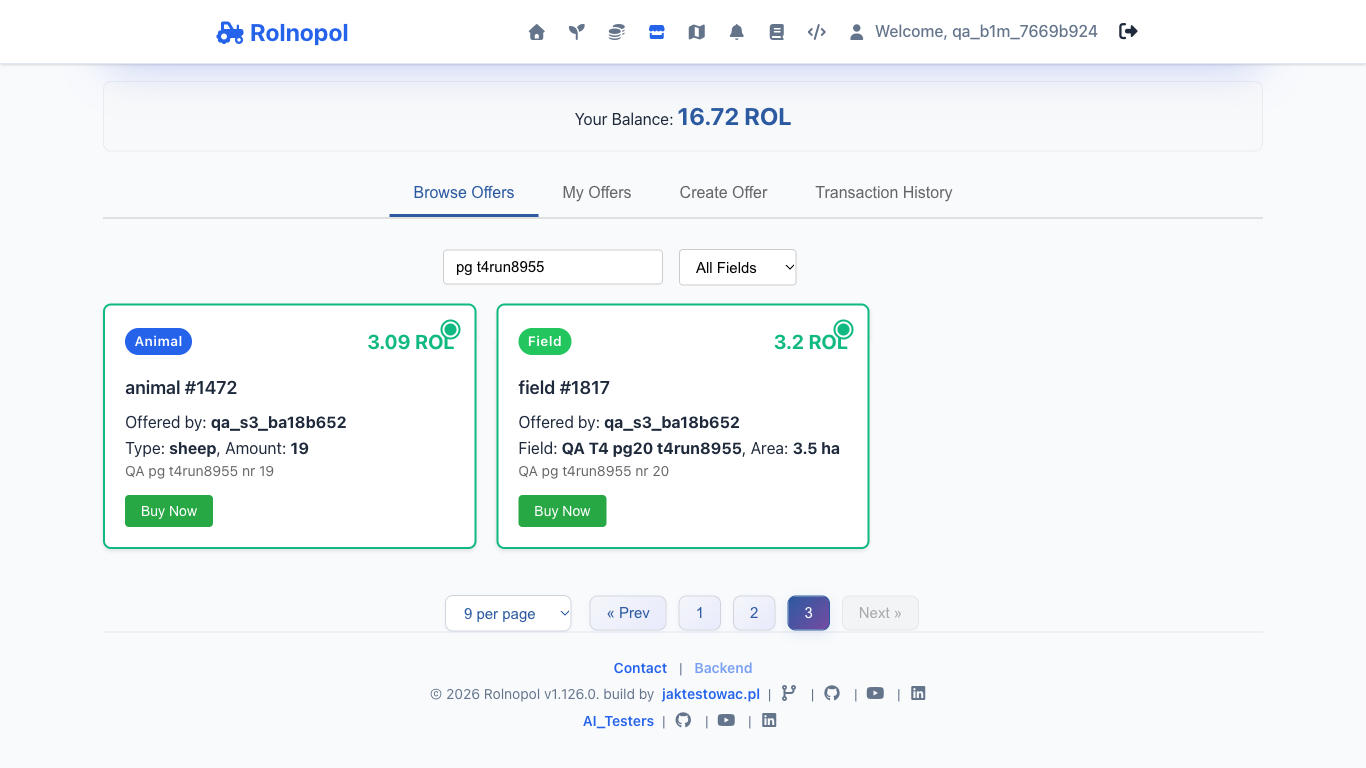 Rolnopol
Welcome, qa_b1m_7669b924
Your Balance: 16.72 ROL
Browse Offers
My Offers
Create Offer
Transaction History
pg t4run8955
All Fields
Animal
3.09 ROL
animal #1472
Offered by: qa_s3_ba18b652
Type: sheep, Amount: 19
QA pg t4run8955 nr 19
Buy Now
Field
3.2 ROL
field #1817
Offered by: qa_s3_ba18b652
Field: QA T4 pg20 t4run8955, Area: 3.5 ha
QA pg t4run8955 nr 20
Buy Now
9 per page
« Prev
1
2
3
Next »
Contact | Backend
© 2026 Rolnopol v1.126.0. build by jaktestowac.pl | | | |
AI_Testers | | |